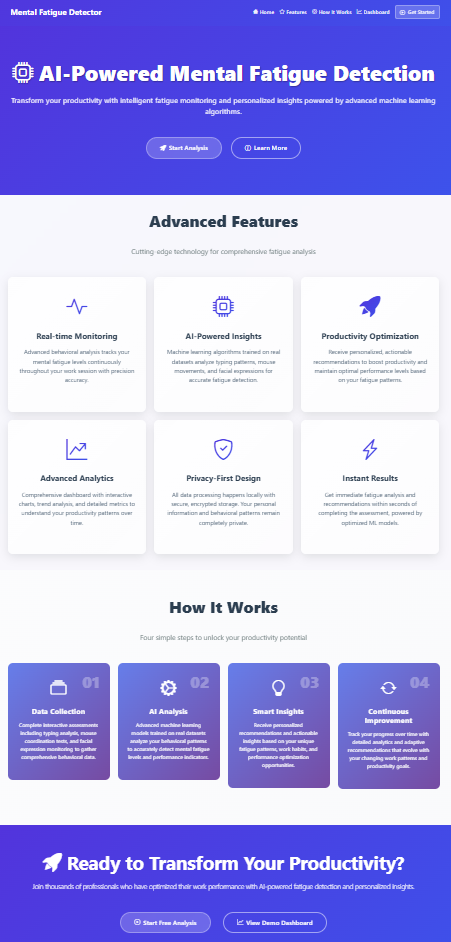 Mental Fatigue Detector
Home Features How It Works Dashboard Get Started
AI-Powered Mental Fatigue Detection
Transform your productivity with intelligent fatigue monitoring and personalized insights powered by advanced machine learning
algorithms.
Start Analysis
Learn More
Advanced Features
Cutting-edge technology for comprehensive fatigue analysis
Real-time Monitoring
Advanced behavioral analysis tracks your
mental fatigue levels continuously
throughout your work session with precision
accuracy.
AI-Powered Insights
Machine learning algorithms trained on real
datasets analyze typing patterns, mouse
movements, and facial expressions for
accurate fatigue detection.
Productivity Optimization
Receive personalized, actionable
recommendations to boost productivity and
maintain optimal performance levels based
on your fatigue patterns.
Advanced Analytics
Comprehensive dashboard with interactive
charts, trend analysis, and detailed metrics to
understand your productivity patterns over
time.
Privacy-First Design
All data processing happens locally with
secure, encrypted storage. Your personal
information and behavioral patterns remain
completely private.
Instant Results
Get immediate fatigue analysis and
recommendations within seconds of
completing the assessment, powered by
optimized ML models.
How It Works
Four simple steps to unlock your productivity potential
01
Data Collection
Complete interactive assessments
including typing analysis, mouse
coordination tests, and facial
expression monitoring to gather
comprehensive behavioral data.
02
AI Analysis
Advanced machine learning
models trained on real datasets
analyze your behavioral patterns
to accurately detect mental fatigue
levels and performance indicators.
03
Smart Insights
Receive personalized
recommendations and actionable
insights based on your unique
fatigue patterns, work habits, and
performance optimization
opportunities.
04
Continuous
Improvement
Track your progress over time with
detailed analytics and adaptive
recommendations that evolve with
your changing work patterns and
productivity goals.
Ready to Transform Your Productivity?
Join thousands of professionals who have optimized their work performance with AI-powered fatigue detection and personalized insights.
Start Free Analysis
View Demo Dashboard